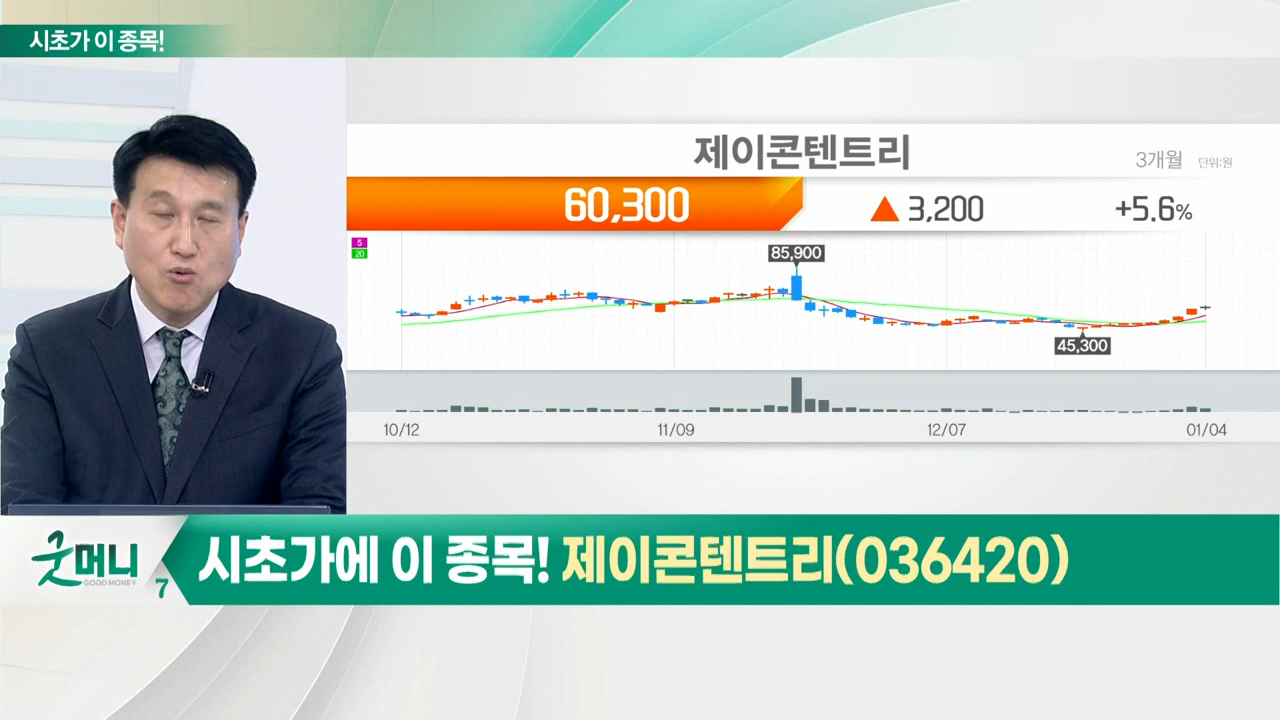 시초가 이 종목!
제이콘텐트리
3개월 단위:원
60,300 ▲ 3,200 +5.6%
5
20
85,900
45,300
10/12 11/09 12/07 01/04
굿머니
GOOD MONEY
7
시초가에 이 종목! 제이콘텐트리(036420)